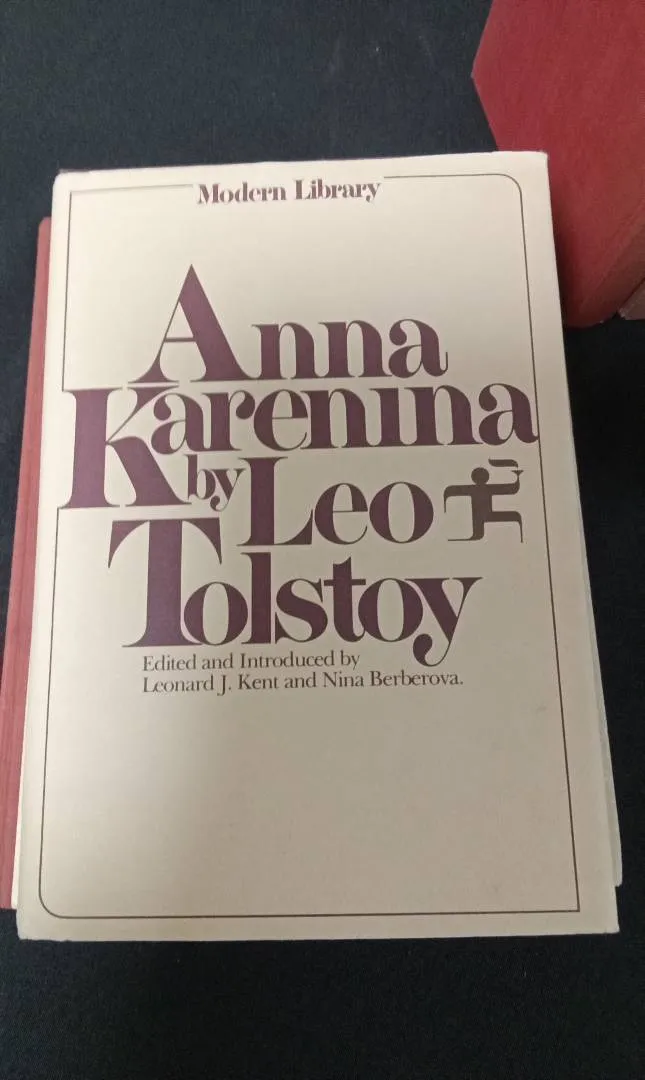 Modern Library
Anna
Karenina
by Leo
Tolstoy
Edited and Introduced by
Leonard J. Kent and Nina Berberova.